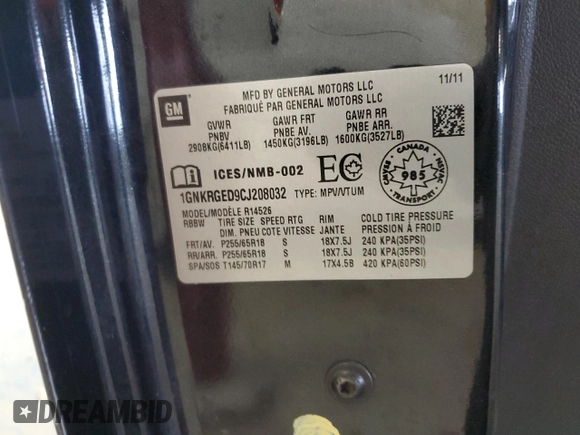 GM
MFD BY GENERAL MOTORS LLC
FABRIQUÉ PAR GENERAL MOTORS LLC
11/11
GVWR GAWR FRT GAWR RR
PNBV PNBE AV. PNBE ARR.
2908KG(6411LB) 1450KG(3196LB) 1600KG(3527LB)
ICES/NMB-002 EC CANADA 985 RBAWC HVAC TRANSP
1GNKRGED9CJ208032 TYPE: MPV/VTUM
MODEL/MODÈLE R14526
RBBW TIRE SIZE SPEED RTG RIM COLD TIRE PRESSURE
DIM. PNEU COTE VITESSE JANTE PRESSION À FROID
FRT/AV. P255/65R18 S 18X7.5J 240 KPA(35PSI)
RR/ARR. P255/65R18 S 18X7.5J 240 KPA(35PSI)
SPA/SOS T145/70R17 M 17X4.5B 420 KPA(60PSI)
DREAMBID